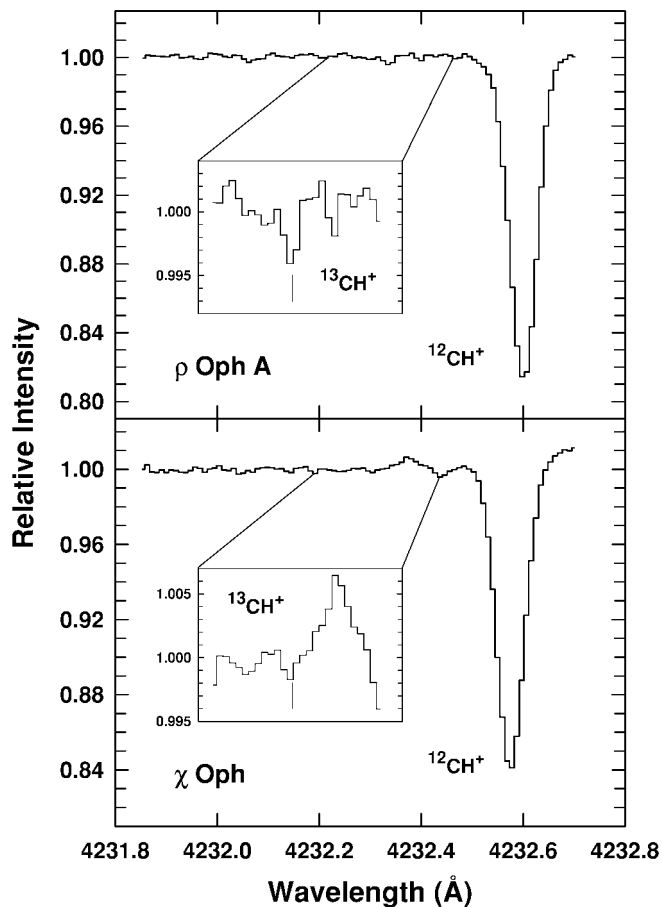 1.00
0.96
0.92
0.88
0.84
0.80
1.000
0.995
¹³CH⁺
¹²CH⁺
ρ Oph A
Relative Intensity
1.00
0.96
0.92
0.88
0.84
1.005
1.000
0.995
¹³CH⁺
¹²CH⁺
χ Oph
4231.8 4232.0 4232.2 4232.4 4232.6 4232.8
Wavelength (Å)